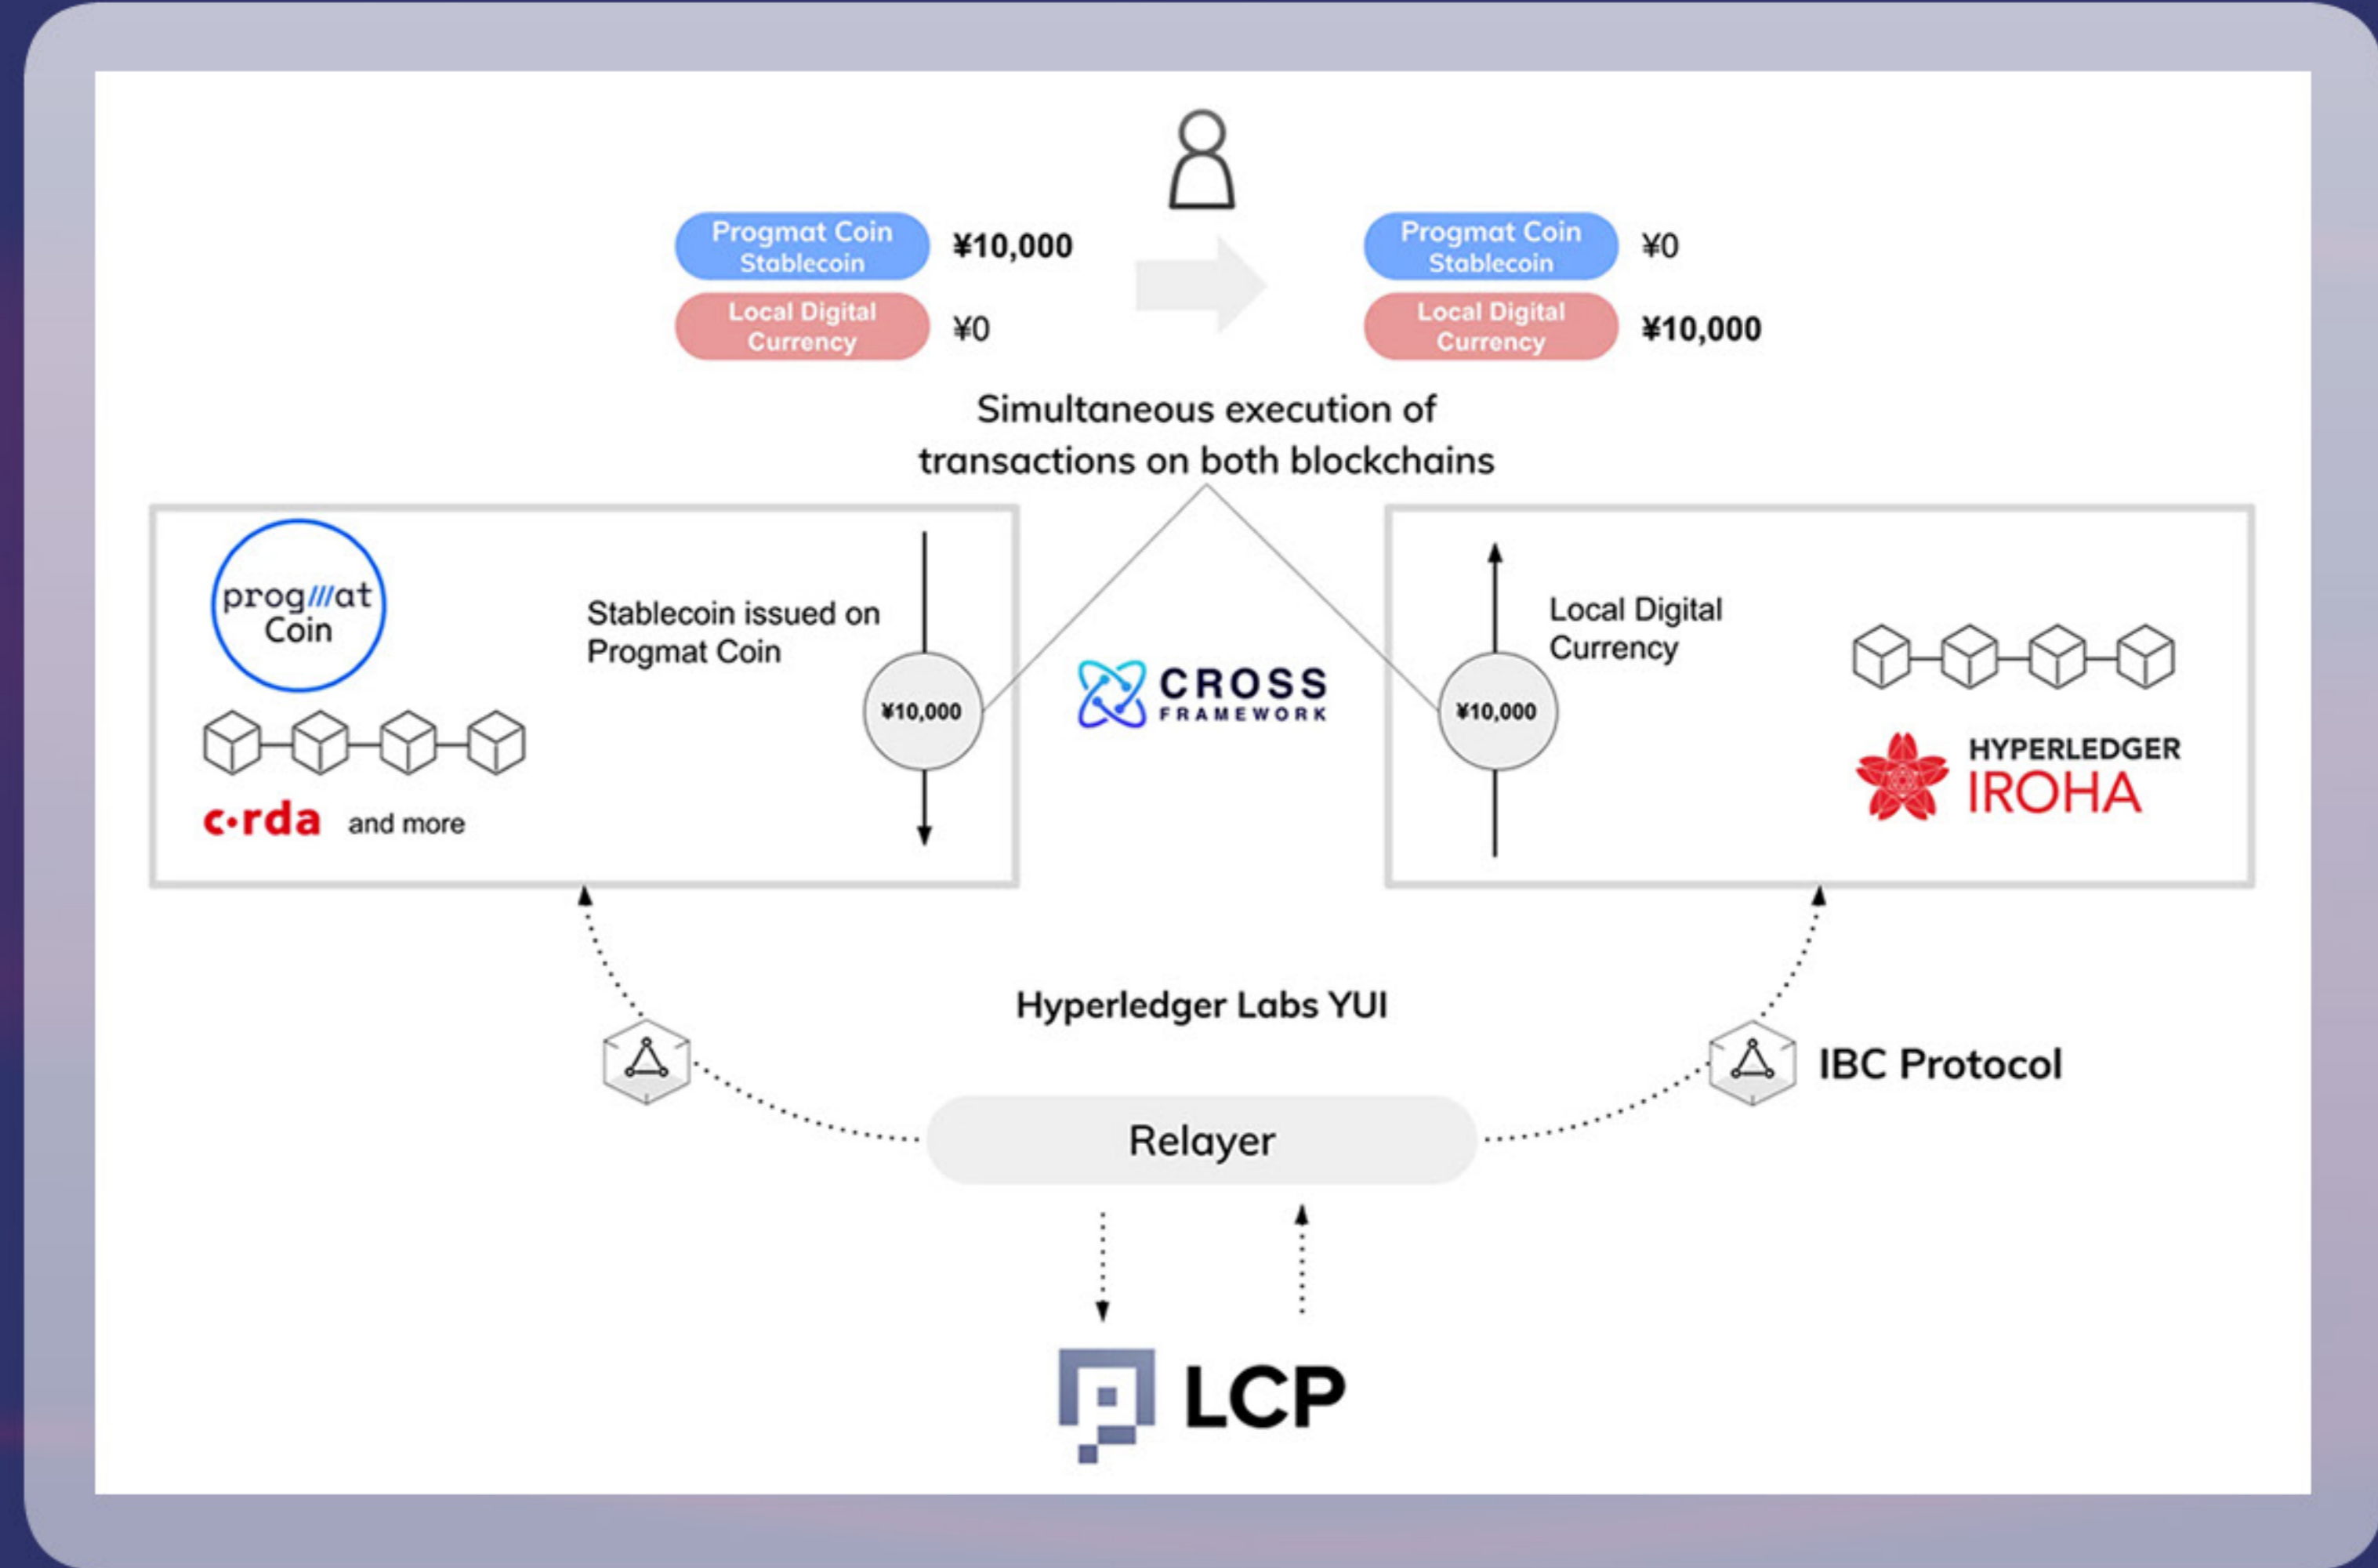 Progmat Coin
Stablecoin
¥10,000
Local Digital
Currency
¥0
Progmat Coin
Stablecoin
¥0
Local Digital
Currency
¥10,000
Simultaneous execution of
transactions on both blockchains
prog///at
Coin
Stablecoin issued on
Progmat Coin
¥10,000
c•rda and more
CROSS
FRAMEWORK
¥10,000
Local Digital
Currency
HYPERLEDGER
IROHA
Hyperledger Labs YUI
IBC Protocol
Relayer
LCP